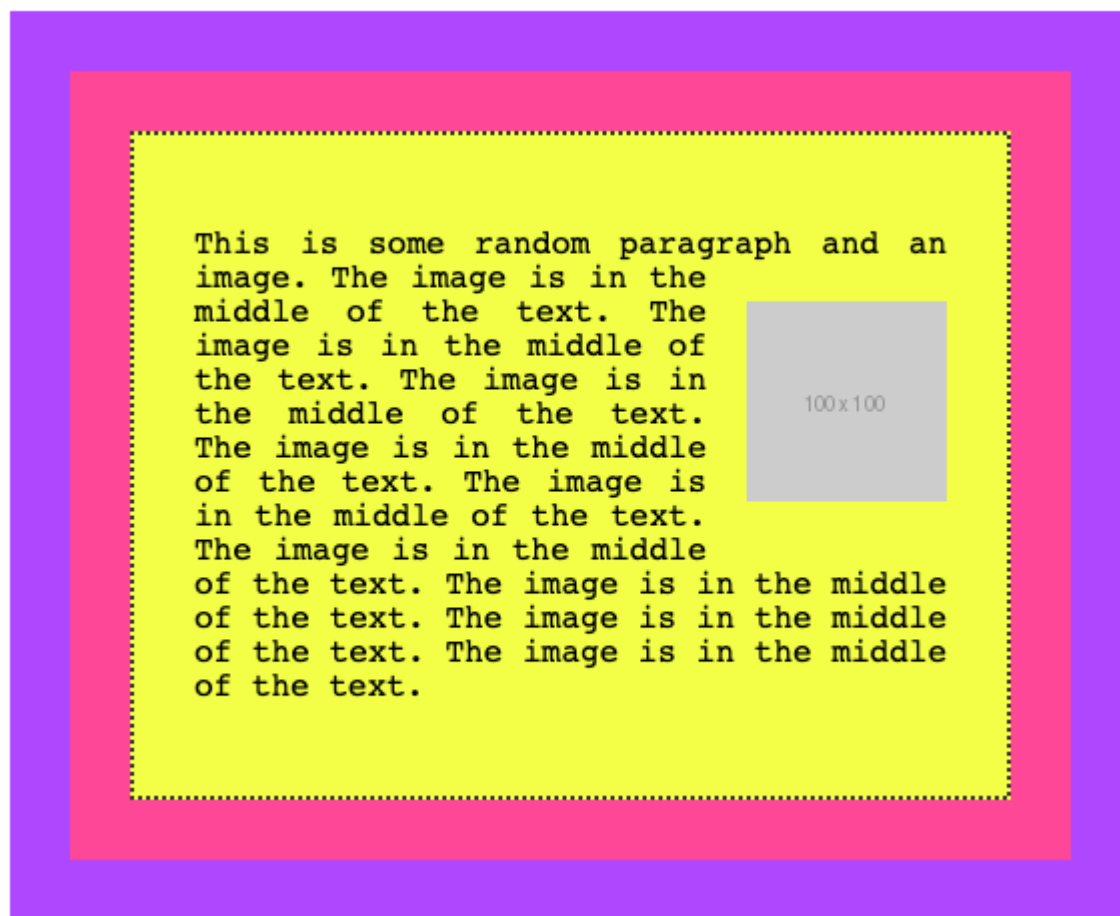 This is some random paragraph and an
image. The image is in the
middle of the text. The
image is in the middle of
the text. The image is in
the middle of the text.
The image is in the middle
of the text. The image is
in the middle of the text.
The image is in the middle
of the text. The image is in the middle
of the text. The image is in the middle
of the text. The image is in the middle
of the text.
100 x 100